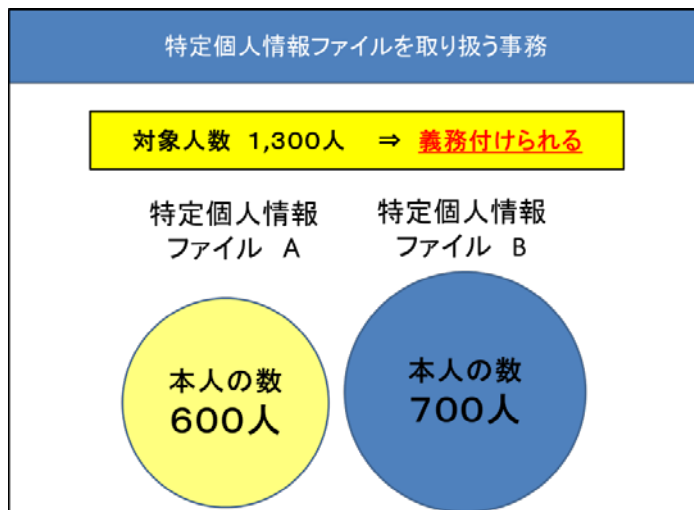 特定個人情報ファイルを取り扱う事務
対象人数 1,300人 ⇒ 義務付けられる
特定個人情報
ファイル A
特定個人情報
ファイル B
本人の数
600人
本人の数
700人